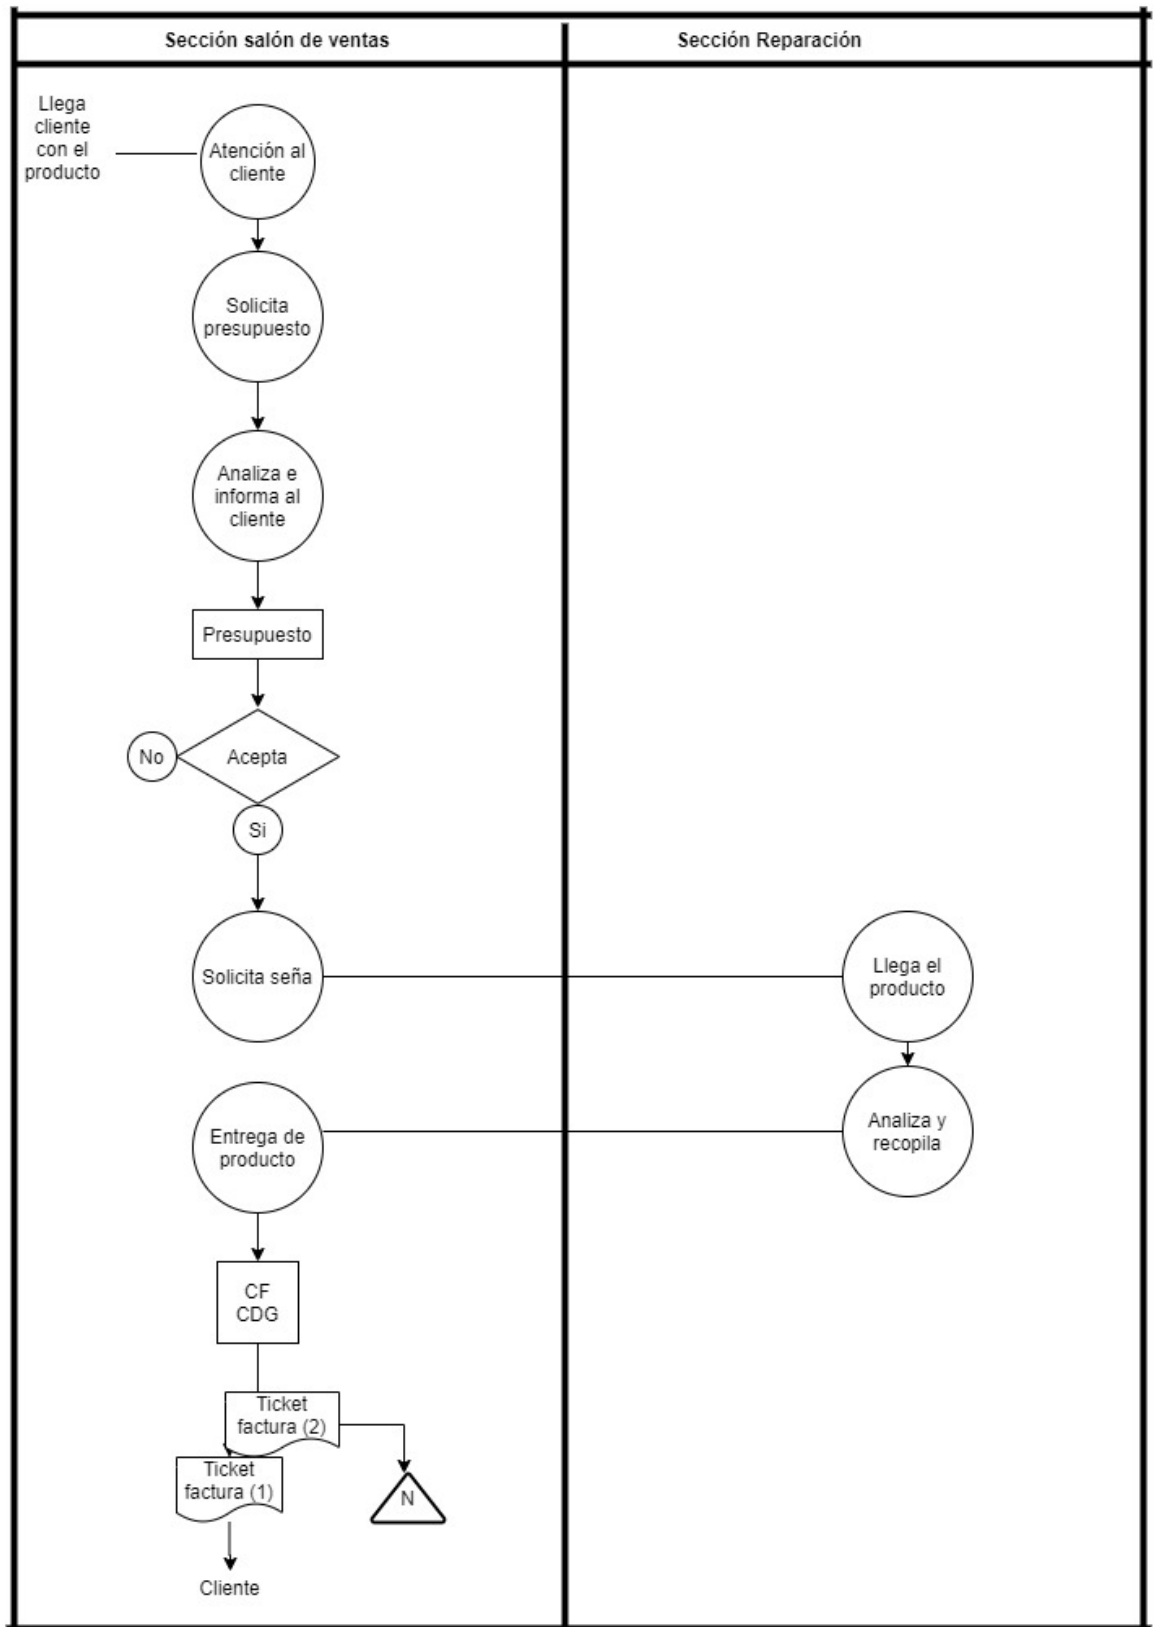 Sección salón de ventas
Sección Reparación
Llega
cliente
con el
producto
Atención al
cliente
Solicita
presupuesto
Analiza e
informa al
cliente
Presupuesto
Acepta
No
Si
Solicita seña
Llega el
producto
Analiza y
recopila
Entrega de
producto
CF
CDG
Ticket
factura (2)
Ticket
factura (1)
N
Cliente